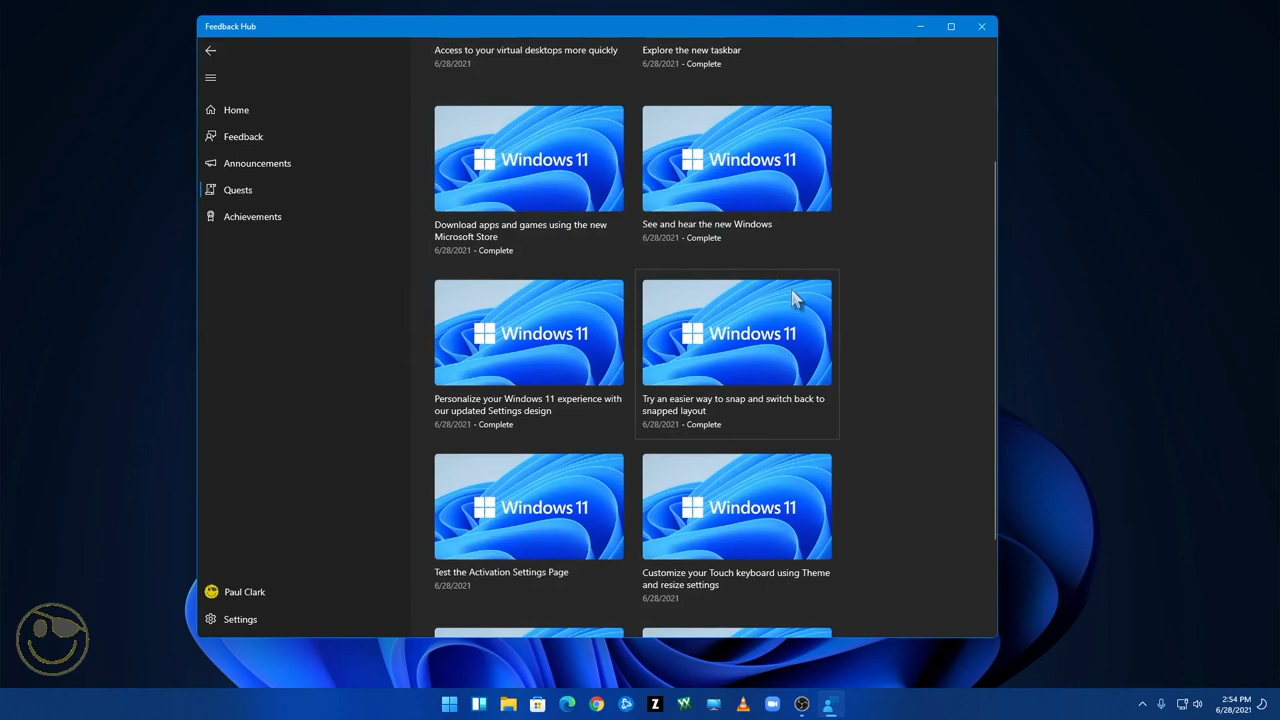 Feedback Hub
Home
Feedback
Announcements
Quests
Achievements
Paul Clark
Settings
Access to your virtual desktops more quickly
6/28/2021
Explore the new taskbar
6/28/2021 - Complete
Windows 11
Download apps and games using the new
Microsoft Store
6/28/2021 - Complete
Windows 11
See and hear the new Windows
6/28/2021 - Complete
Windows 11
Personalize your Windows 11 experience with
our updated Settings design
6/28/2021 - Complete
Windows 11
Try an easier way to snap and switch back to
snapped layout
6/28/2021 - Complete
Windows 11
Test the Activation Settings Page
6/28/2021
Windows 11
Customize your Touch keyboard using Theme
and resize settings
6/28/2021
Z
2:54 PM
6/28/2021